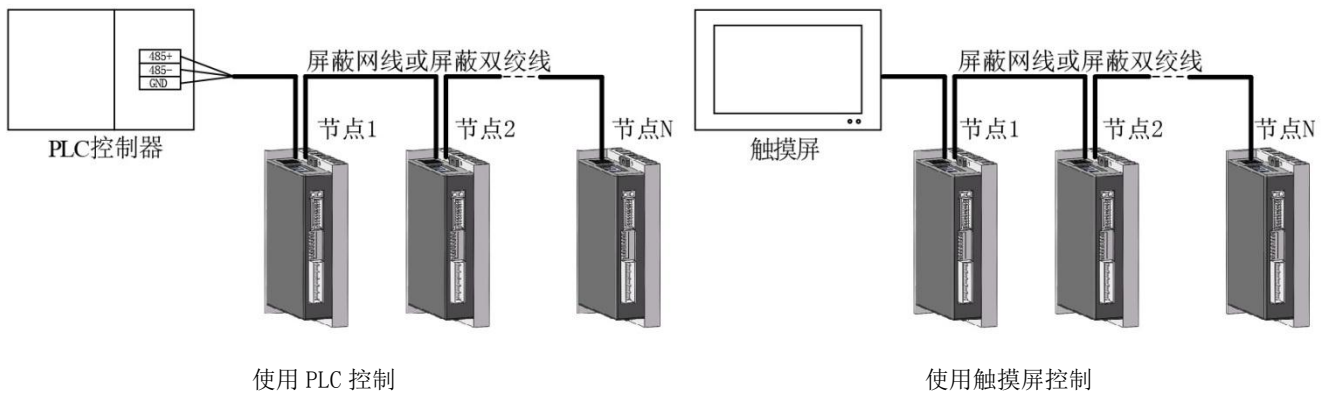 485+
485-
GND
PLC控制器
屏蔽网线或屏蔽双绞线
节点1
节点2
节点N
使用 PLC 控制
触摸屏
屏蔽网线或屏蔽双绞线
节点1
节点2
节点N
使用触摸屏控制